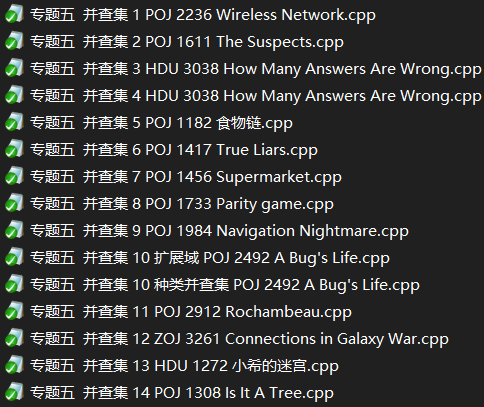 专题五 并查集 1 POJ 2236 Wireless Network.cpp
专题五 并查集 2 POJ 1611 The Suspects.cpp
专题五 并查集 3 HDU 3038 How Many Answers Are Wrong.cpp
专题五 并查集 4 HDU 3038 How Many Answers Are Wrong.cpp
专题五 并查集 5 POJ 1182 食物链.cpp
专题五 并查集 6 POJ 1417 True Liars.cpp
专题五 并查集 7 POJ 1456 Supermarket.cpp
专题五 并查集 8 POJ 1733 Parity game.cpp
专题五 并查集 9 POJ 1984 Navigation Nightmare.cpp
专题五 并查集 10 扩展域 POJ 2492 A Bug's Life.cpp
专题五 并查集 10 种类并查集 POJ 2492 A Bug's Life.cpp
专题五 并查集 11 POJ 2912 Rochambeau.cpp
专题五 并查集 12 ZOJ 3261 Connections in Galaxy War.cpp
专题五 并查集 13 HDU 1272 小希的迷宫.cpp
专题五 并查集 14 POJ 1308 Is It A Tree.cpp